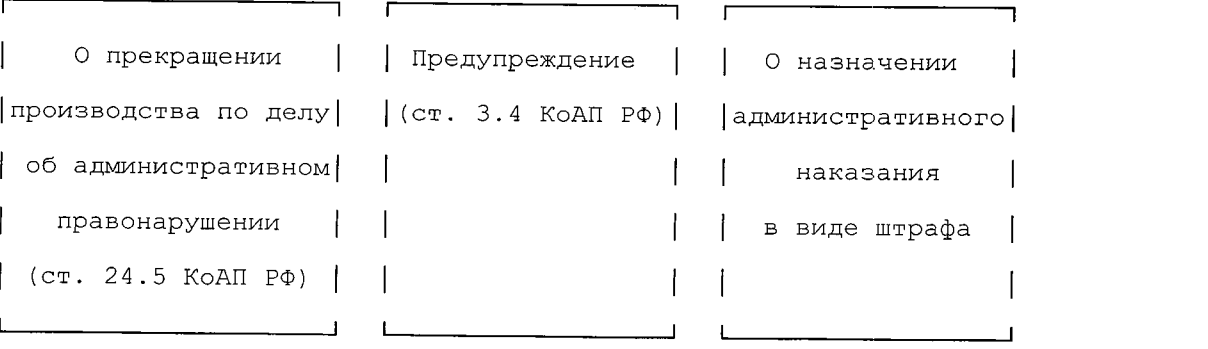 О прекращении
производства по делу
об административном
правонарушении
(ст. 24.5 КоАП РФ)
Предупреждение
(ст. 3.4 КоАП РФ)
О назначении
административного
наказания
в виде штрафа